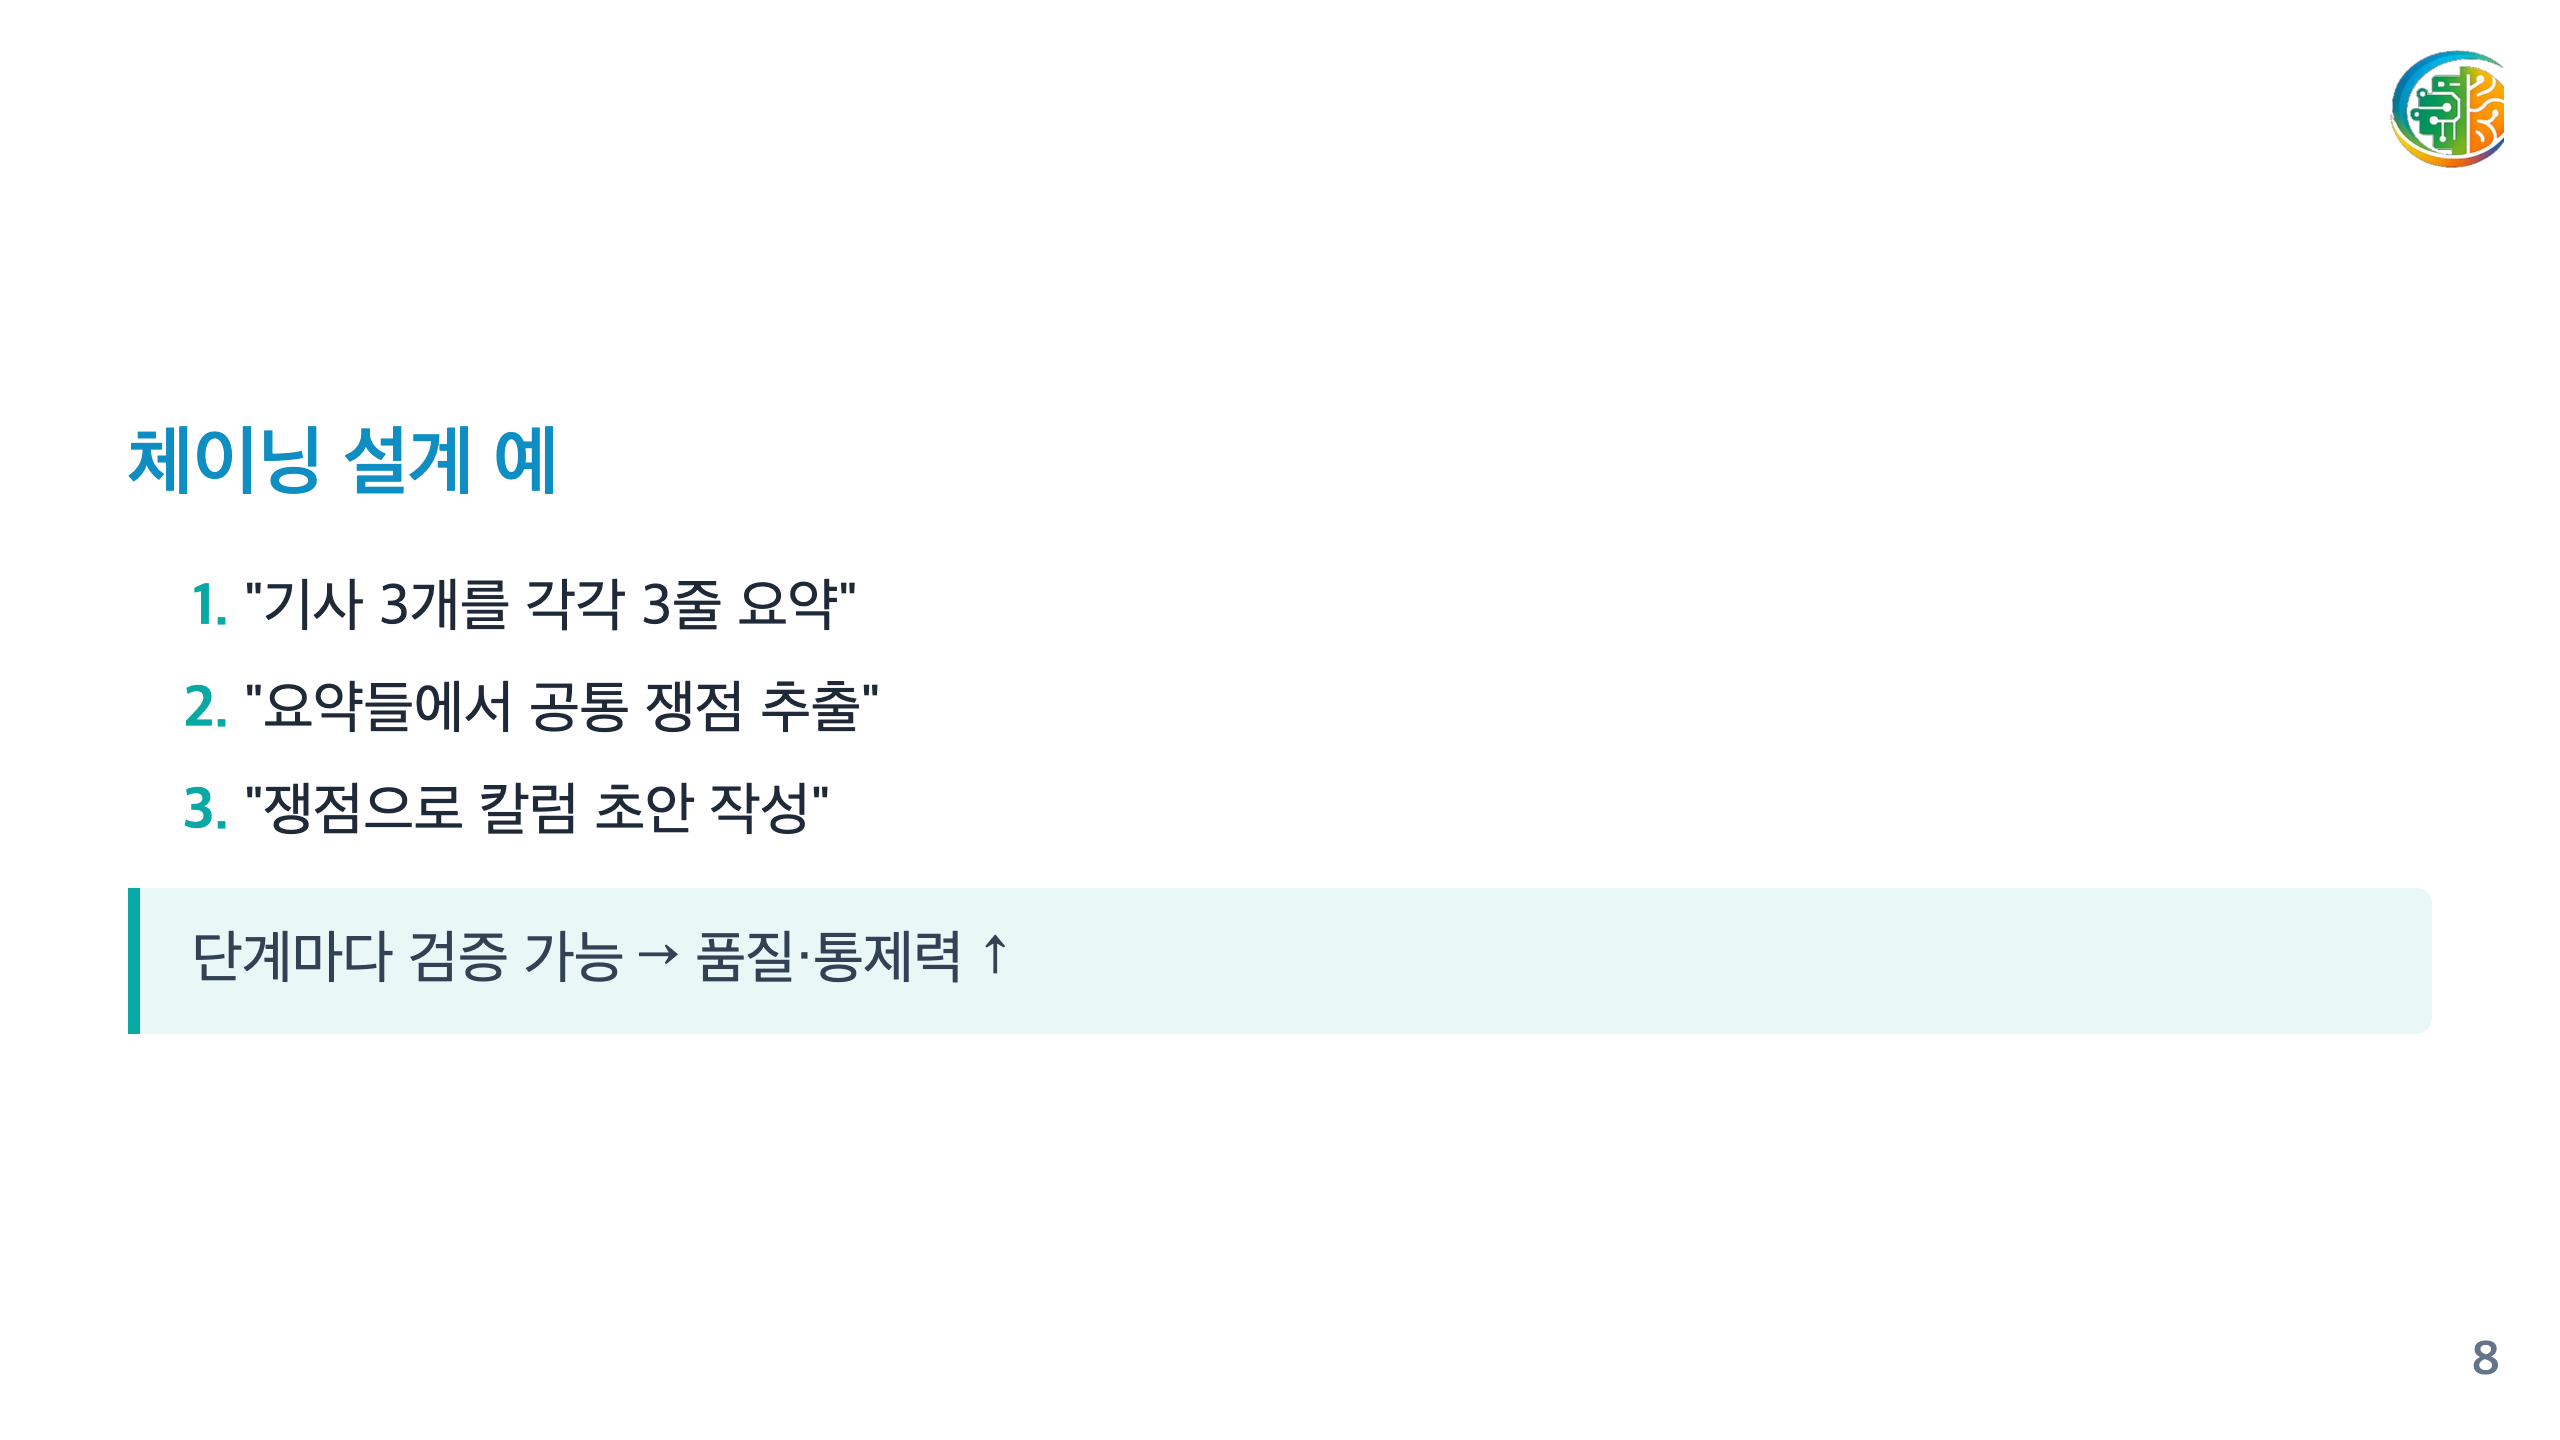 체이닝 설계 예
1. "기사 3개를 각각 3줄 요약"
2. "요약들에서 공통 쟁점 추출"
3. "쟁점으로 칼럼 초안 작성"
단계마다 검증 가능 → 품질·통제력 ↑
8